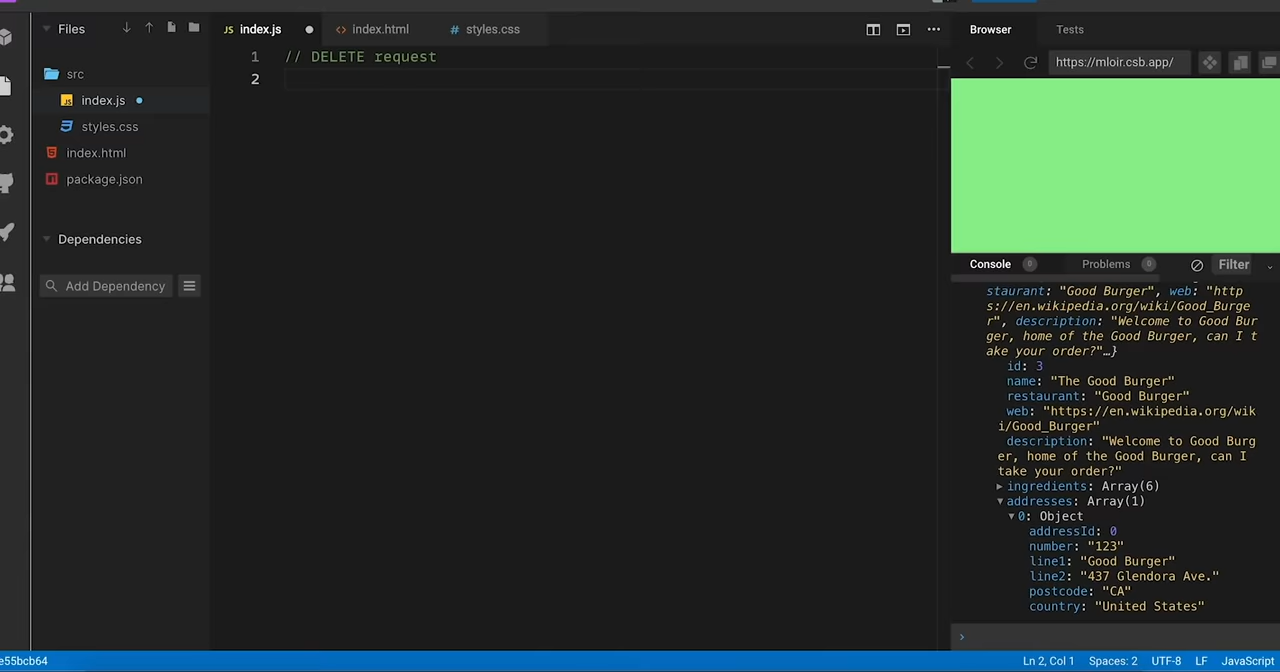 Files
src
index.js
styles.css
index.html
package.json
Dependencies
Add Dependency
JS index.js
<> index.html
# styles.css
1 // DELETE request
2
Browser
Tests
https://mloir.csb.app/
Console 9
Problems 0
Filter
staurant: "Good Burger", web: "http
s://en.wikipedia.org/wiki/Good_Burge
r", description: "Welcome to Good Bur
ger, home of the Good Burger, can I t
ake your order?"…}
id: 3
name: "The Good Burger"
restaurant: "Good Burger"
web: "https://en.wikipedia.org/wik
i/Good_Burger"
description: "Welcome to Good Burg
er, home of the Good Burger, can I
take your order?"
▶ ingredients: Array(6)
▼ addresses: Array(1)
▼ 0: Object
addressId: 0
number: "123"
line1: "Good Burger"
line2: "437 Glendora Ave."
postcode: "CA"
country: "United States"
›
e55bcb64
Ln 2, Col 1
Spaces: 2
UTF-8
LF
JavaScript